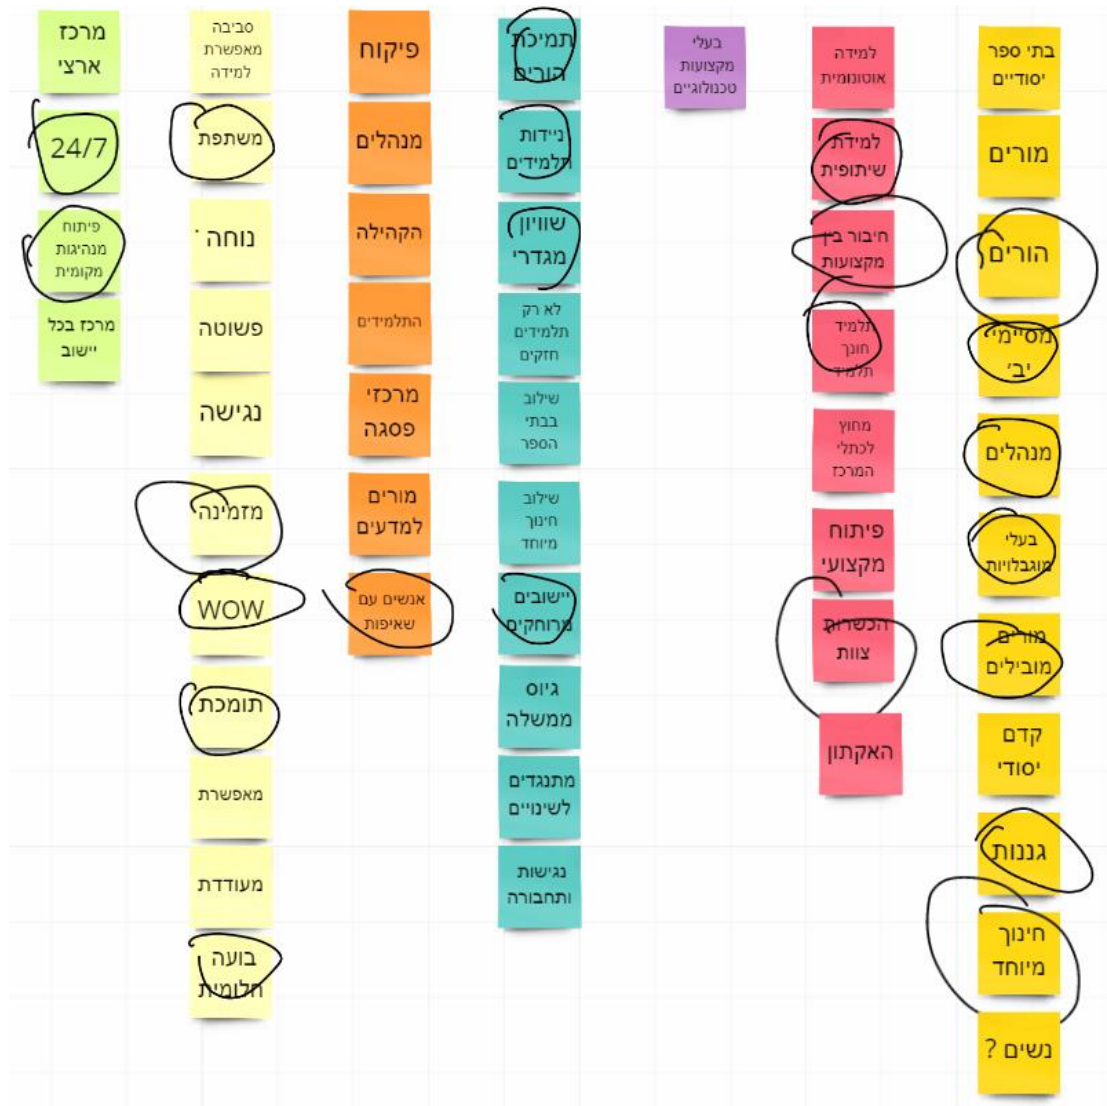 בתי ספר
יסודיים
מורים
הורים
מסיימי
יב'
מנהלים
בעלי
מוגבלויות
מורים
מובילים
קדם
יסודי
גננות
חינוך
מיוחד
נשים ?
למידה
אוטונומית
למידת
שיתופית
חיבור בין
מקצועות
תלמיד
חונך
תלמיד
מחוץ
לכתלי
המרכז
פיתוח
מקצועי
הכשרות
צוות
האקתון
בעלי
מקצועות
טכנולוגיים
תמיכת
הורים
ניידות
תלמידים
שוויון
מגדרי
לא רק
תלמידים
חזקים
שילוב
בבתי
הספר
שילוב
חינוך
מיוחד
יישובים
מרוחקים
גיוס
ממשלה
מתנגדים
לשינויים
נגישות
ותחבורה
פיקוח
מנהלים
הקהילה
התלמידים
מרכזי
פסגה
מורים
למדעים
אנשים עם
שאיפות
סביבה
מאפשרת
למידה
משתפת
נוחה
פשוטה
נגישה
מזמינה
WOW
תומכת
מאפשרת
מעודדת
בועה
חלומית
מרכז
ארצי
24/7
פיתוח
מנהיגות
מקומית
מרכז בכל
יישוב